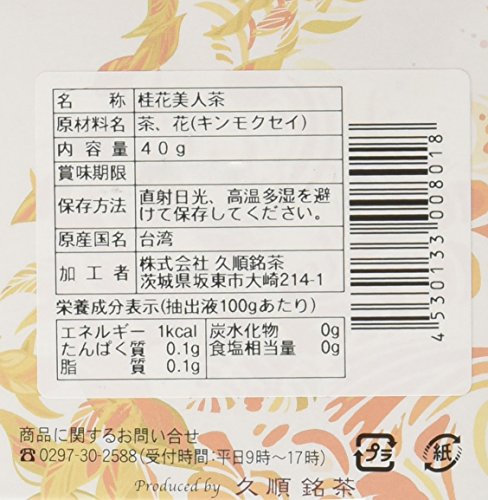 名称 桂花美人茶
原材料名 茶、花(キンモクセイ)
内容量 40g
賞味期限
保存方法 直射日光、高温多湿を避
けて保存してください。
原産国名 台湾
加工者 株式会社 久順銘茶
茨城県坂東市大崎214-1
栄養成分表示(抽出液100gあたり)
エネルギー 1kcal 炭水化物 0g
たんぱく質 0.1g 食塩相当量 0g
脂質 0.1g
4530133008018
商品に関するお問い合せ
☎0297-30-2588(受付時間:平日9時〜17時)
プラ 紙
Produced by 久順銘茶